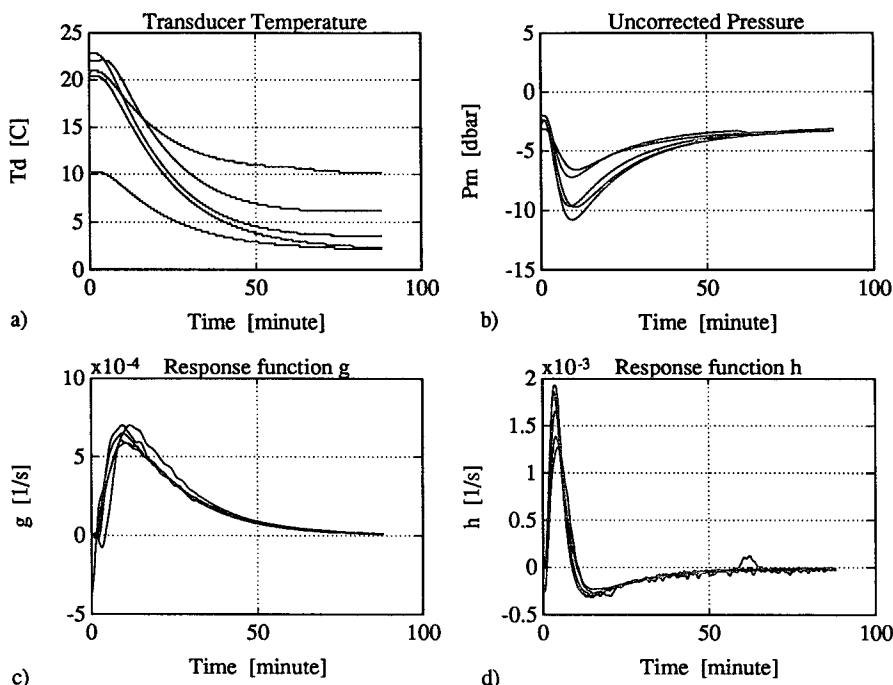 Transducer Temperature
25
20
15
10
5
0
Td [C]
0
50
100
a)
Time [minute]
Uncorrected Pressure
5
0
-5
-10
-15
Pm [dbar]
0
50
100
b)
Time [minute]
x10-4
Response function g
10
5
0
-5
g [1/s]
0
50
100
c)
Time [minute]
x10-3
Response function h
2
1.5
1
0.5
0
-0.5
h [1/s]
0
50
100
d)
Time [minute]